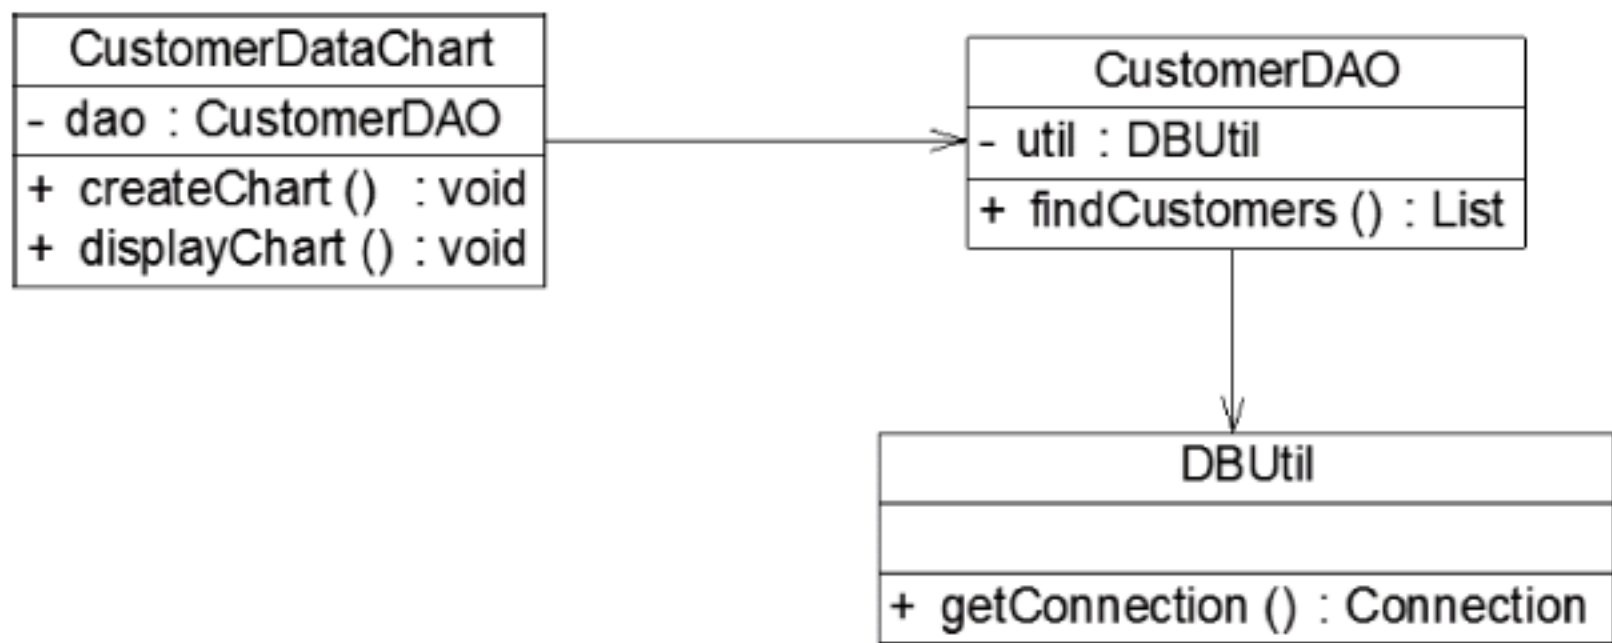 CustomerDataChart
- dao : CustomerDAO
+ createChart () : void
+ displayChart () : void
CustomerDAO
- util : DBUtil
+ findCustomers () : List
DBUtil
+ getConnection () : Connection